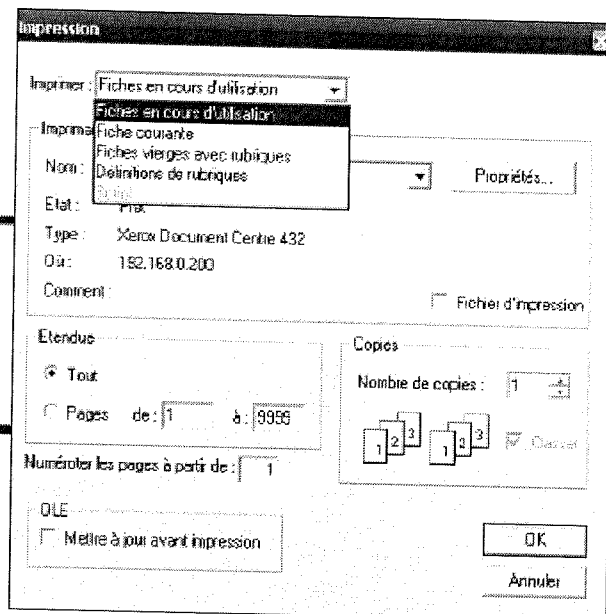 Impression
Imprimer : Fiches en cours d'utilisation
Fiches en cours d'utilisation
Fiche courante
Fiches vierges avec rubriques
Définitions de rubriques
Nom : Propriétés...
Etat : Prêt
Type : Xerox Document Centre 432
Où : 192.168.0.200
Comment :
Fichier d'impression
Etendue
Tout
Pages de : 1 à : 9999
Numéroter les pages à partir de : 1
Copies
Nombre de copies : 1
1 2 3 1 2 3
Classer
OLE
Mettre à jour avant impression
OK
Annuler